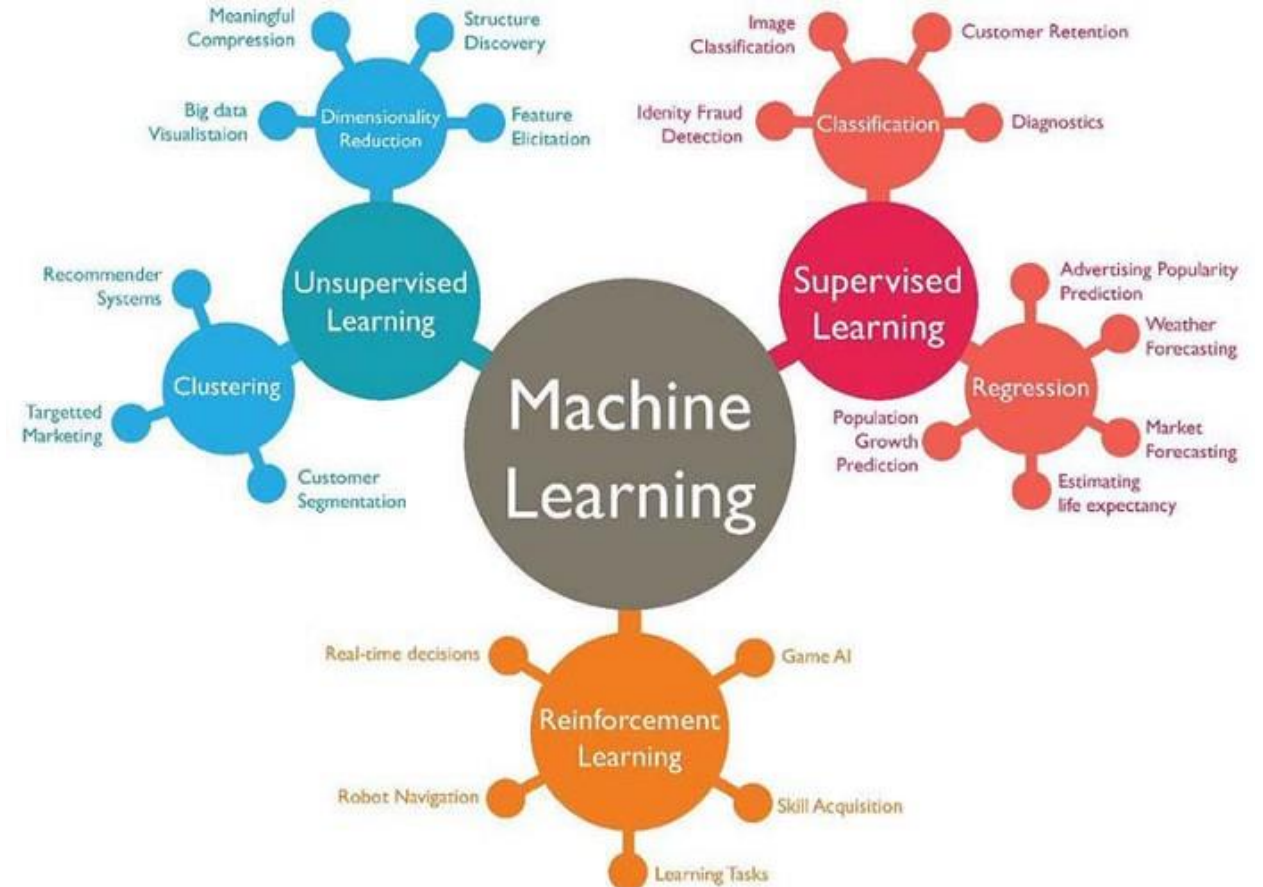 Meaningful
Compression
Structure
Discovery
Big data
Visualistaion
Dimensionality
Reduction
Feature
Elicitation
Image
Classification
Customer Retention
Idenity Fraud
Detection
Classification
Diagnostics
Recommender
Systems
Unsupervised
Learning
Clustering
Targetted
Marketing
Customer
Segmentation
Supervised
Learning
Advertising Popularity
Prediction
Weather
Forecasting
Regression
Population
Growth
Prediction
Market
Forecasting
Estimating
life expectancy
Machine
Learning
Real-time decisions
Game AI
Reinforcement
Learning
Robot Navigation
Skill Acquisition
Learning Tasks